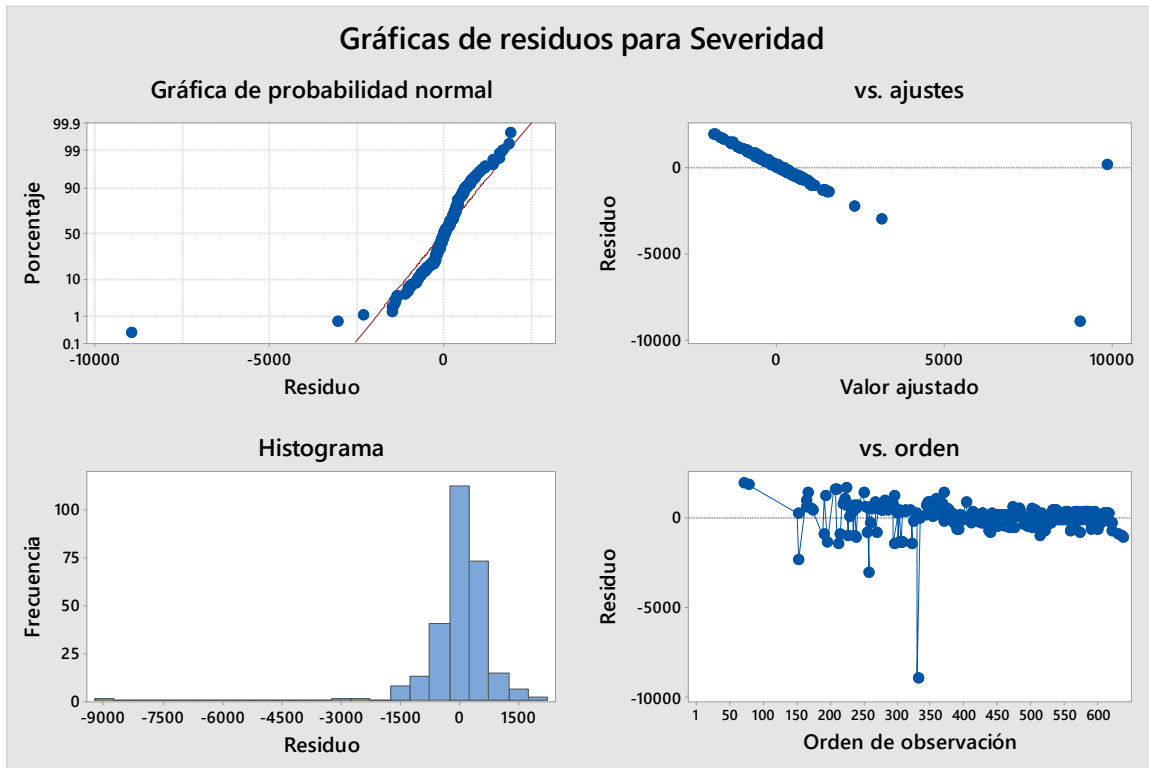 Gráficas de residuos para Severidad
Gráfica de probabilidad normal
99.9
99
90
50
10
1
0.1
Porcentaje
-10000 -5000 0
Residuo
vs. ajustes
0
-5000
-10000
Residuo
0 5000 10000
Valor ajustado
Histograma
100
75
50
25
0
Frecuencia
-9000 -7500 -6000 -4500 -3000 -1500 0 1500
Residuo
vs. orden
0
-5000
-10000
Residuo
1 50 100 150 200 250 300 350 400 450 500 550 600
Orden de observación